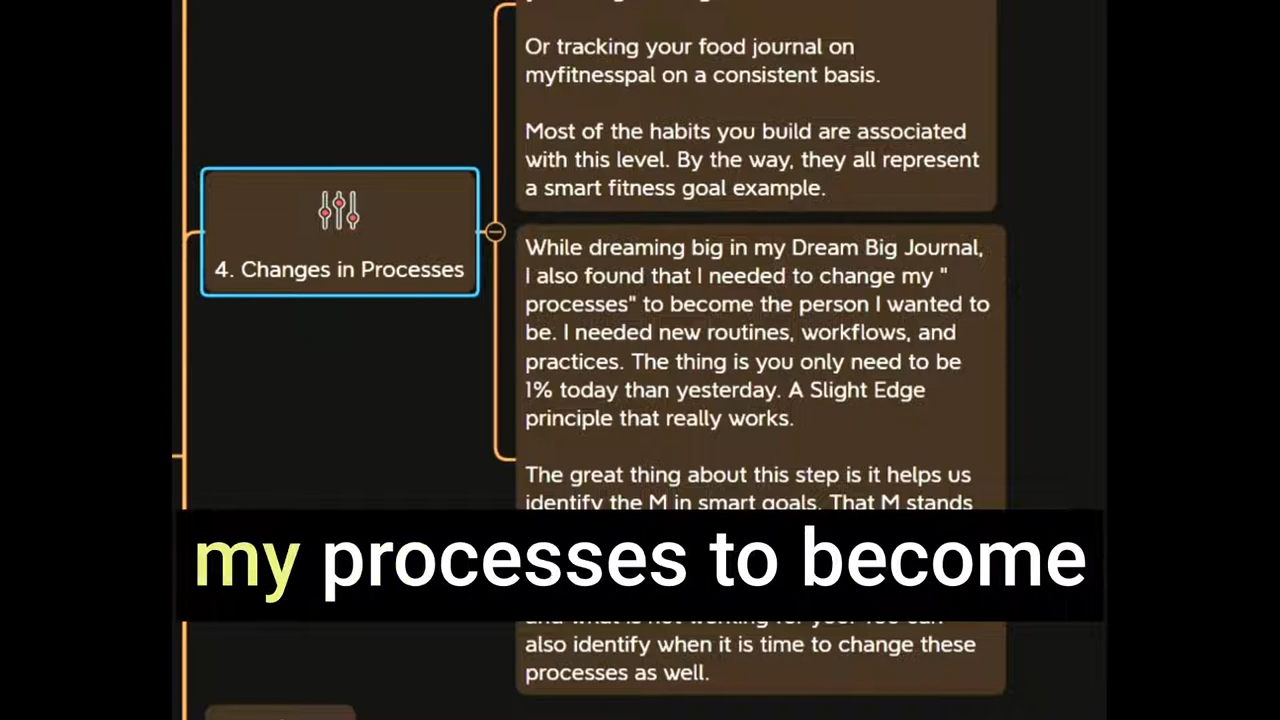 Or tracking your food journal on
myfitnesspal on a consistent basis.
Most of the habits you build are associated
with this level. By the way, they all represent
a smart fitness goal example.
4. Changes in Processes
While dreaming big in my Dream Big Journal,
I also found that I needed to change my "
processes" to become the person I wanted to
be. I needed new routines, workflows, and
practices. The thing is you only need to be
1% today than yesterday. A Slight Edge
principle that really works.
The great thing about this step is it helps us
identify the M in smart goals. That M stands
my processes to become
also identify when it is time to change these
processes as well.